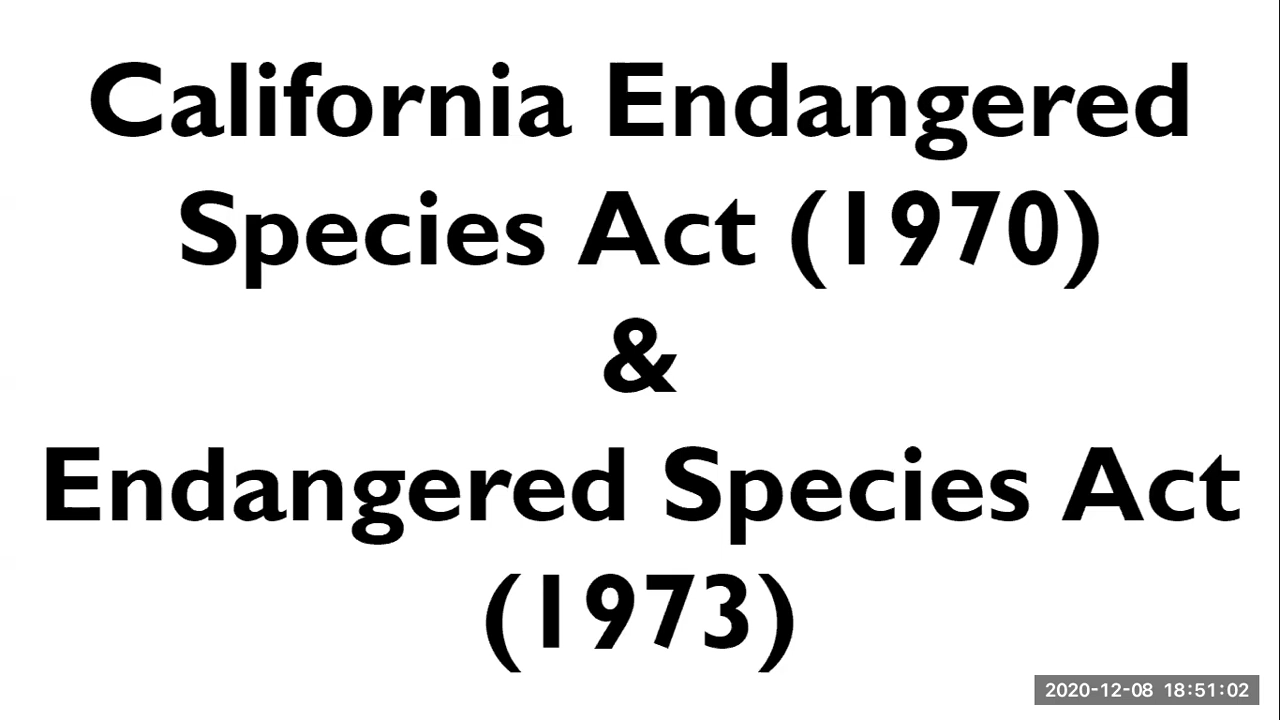 California Endangered
Species Act (1970)
&
Endangered Species Act
(1973)
2020-12-08 18:51:02